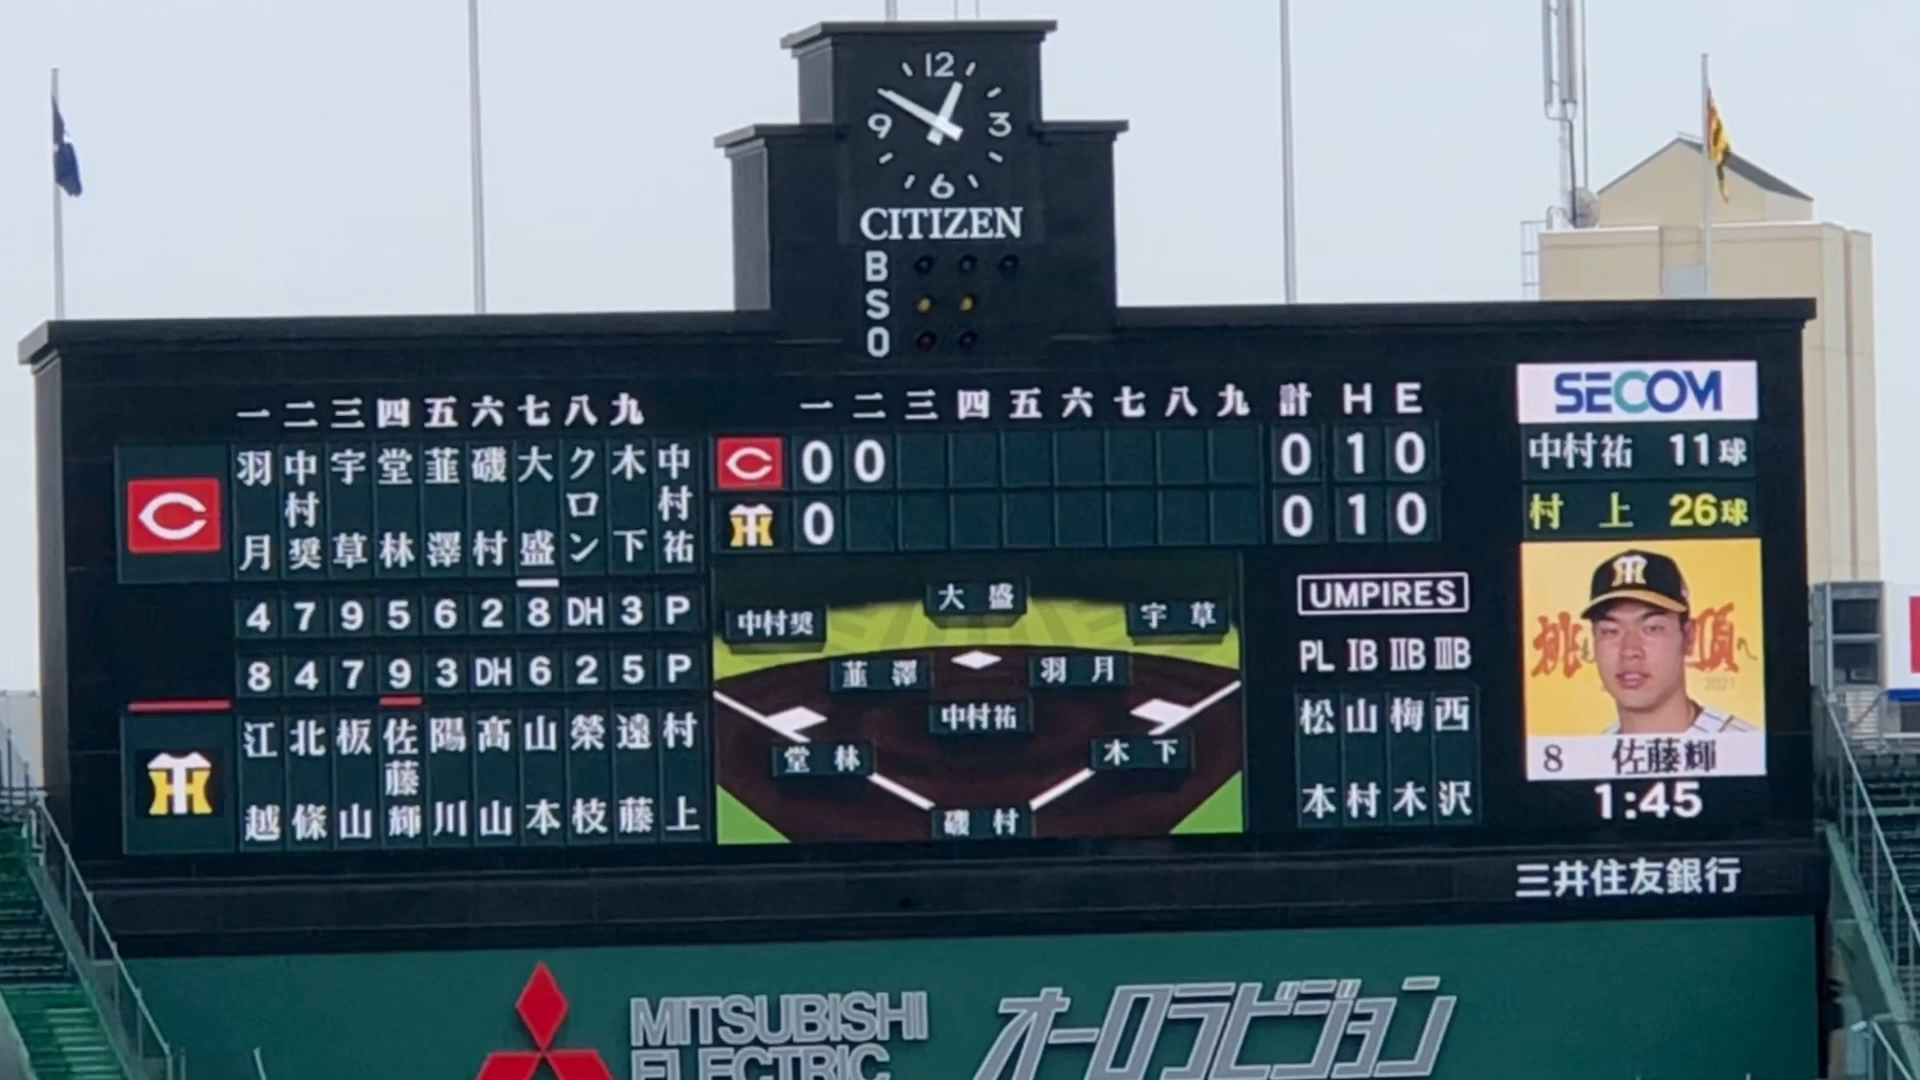 12
9 3
6
CITIZEN
B
S
O
一 二 三 四 五 六 七 八 九
羽月 中村奨 宇草 堂林 韮澤 磯村 大盛 クロン 木下 中村祐
4 7 9 5 6 2 8 DH 3 P
8 4 7 9 3 DH 6 2 5 P
江越 北條 板山 佐藤輝 陽川 髙山 山本 榮枝 遠藤 村上
一 二 三 四 五 六 七 八 九 計 H E
C 0 0 0 1 0
TH 0 0 1 0
中村奨 大盛 宇草
韮澤 羽月
中村祐
堂林 木下
磯村
UMPIRES
PL IB IIB IIIB
松本 山村 梅木 西沢
SECOM
中村祐 11球
村上 26球
8 佐藤輝
1:45
三井住友銀行
MITSUBISHI
ELECTRIC
オーロラビジョン